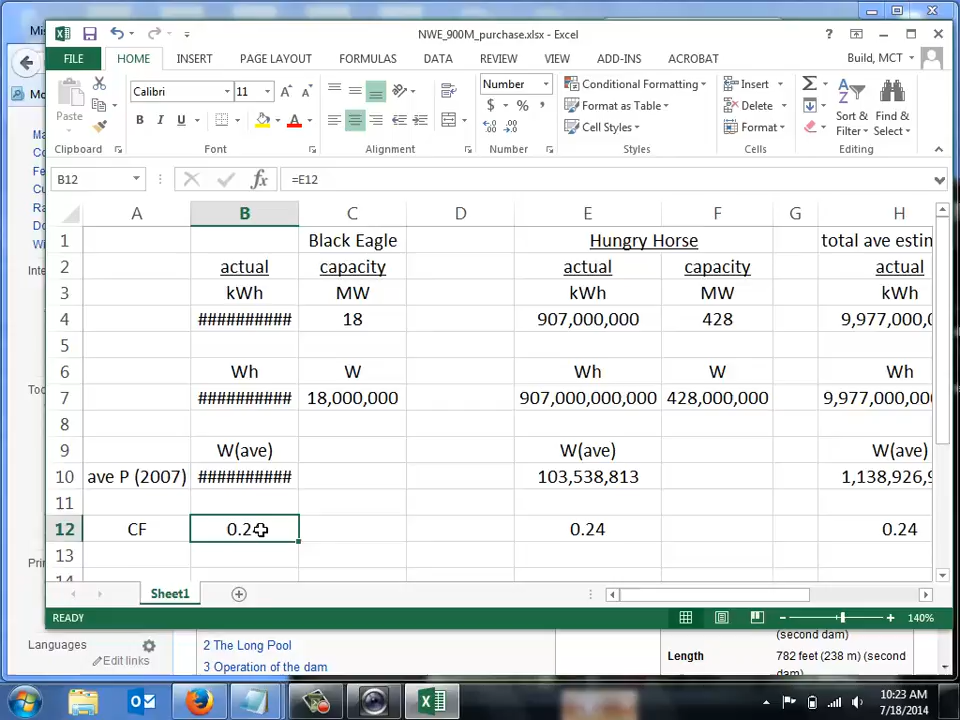 NWE_900M_purchase.xlsx - Excel
FILE HOME INSERT PAGE LAYOUT FORMULAS DATA REVIEW VIEW ADD-INS ACROBAT Build, MCT
Paste
Calibri 11
B I U
A
Number
$ % ,
Conditional Formatting
Format as Table
Cell Styles
Insert
Delete
Format
Sort &
Filter
Find &
Select
Clipboard Font Alignment Number Styles Cells Editing
B12 fx =E12
A B C D E F G H
1 Black Eagle Hungry Horse total ave estin
2 actual capacity actual capacity actual
3 kWh MW kWh MW kWh
4 ########## 18 907,000,000 428 9,977,000,0
5
6 Wh W Wh W Wh
7 ########## 18,000,000 907,000,000,000 428,000,000 9,977,000,00
8
9 W(ave) W(ave) W(ave)
10 ave P (2007) ########## 103,538,813 1,138,926,9
11
12 CF 0.2 0.24 0.24
13
14
Sheet1
READY 140%
Languages
Edit links
2 The Long Pool
3 Operation of the dam
(second dam)
Length 782 feet (238 m) (second
dam)
10:23 AM
7/18/2014